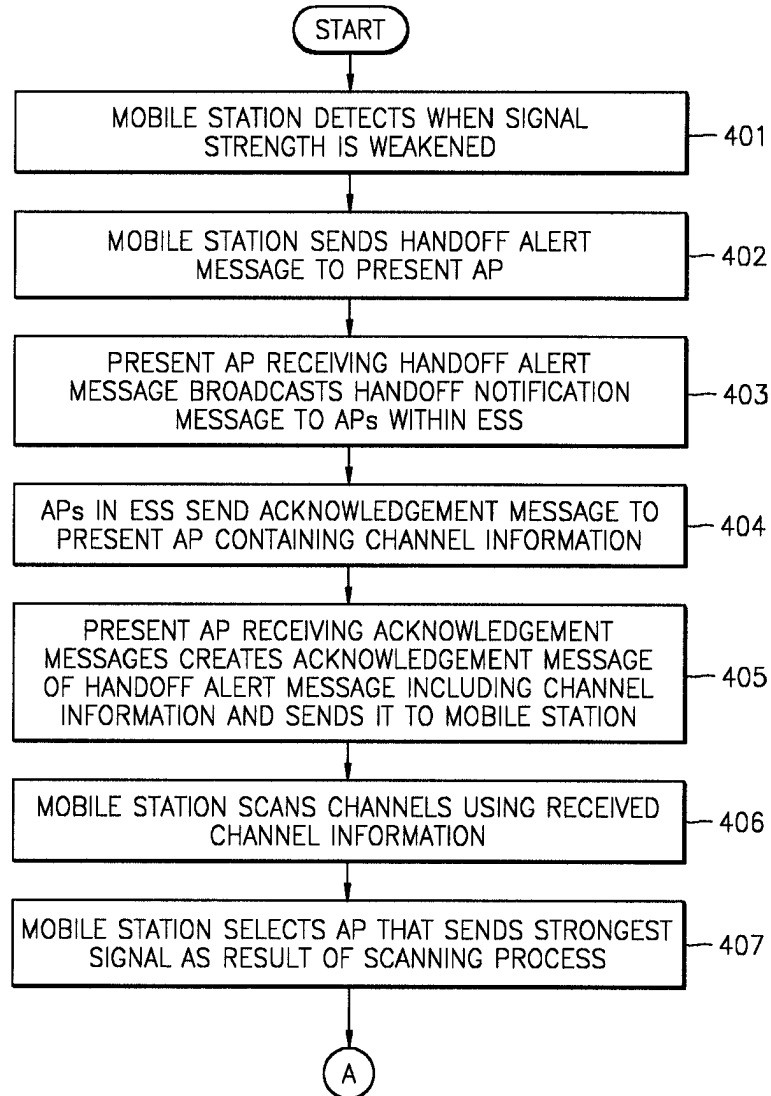 START
MOBILE STATION DETECTS WHEN SIGNAL
STRENGTH IS WEAKENED
401
MOBILE STATION SENDS HANDOFF ALERT
MESSAGE TO PRESENT AP
402
PRESENT AP RECEIVING HANDOFF ALERT
MESSAGE BROADCASTS HANDOFF NOTIFICATION
MESSAGE TO APs WITHIN ESS
403
APs IN ESS SEND ACKNOWLEDGEMENT MESSAGE TO
PRESENT AP CONTAINING CHANNEL INFORMATION
404
PRESENT AP RECEIVING ACKNOWLEDGEMENT
MESSAGES CREATES ACKNOWLEDGEMENT MESSAGE
OF HANDOFF ALERT MESSAGE INCLUDING CHANNEL
INFORMATION AND SENDS IT TO MOBILE STATION
405
MOBILE STATION SCANS CHANNELS USING RECEIVED
CHANNEL INFORMATION
406
MOBILE STATION SELECTS AP THAT SENDS STRONGEST
SIGNAL AS RESULT OF SCANNING PROCESS
407
A